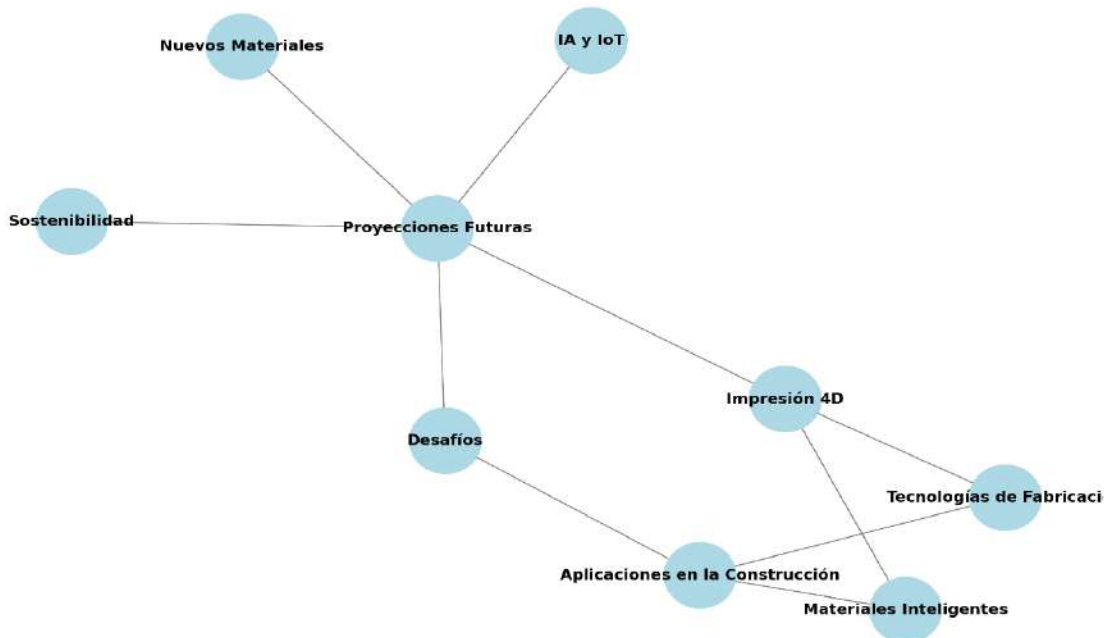 IA y IoT
Nuevos Materiales
Sostenibilidad
Proyecciones Futuras
Impresión 4D
Desafíos
Tecnologías de Fabricaci
Aplicaciones en la Construcción
Materiales Inteligentes